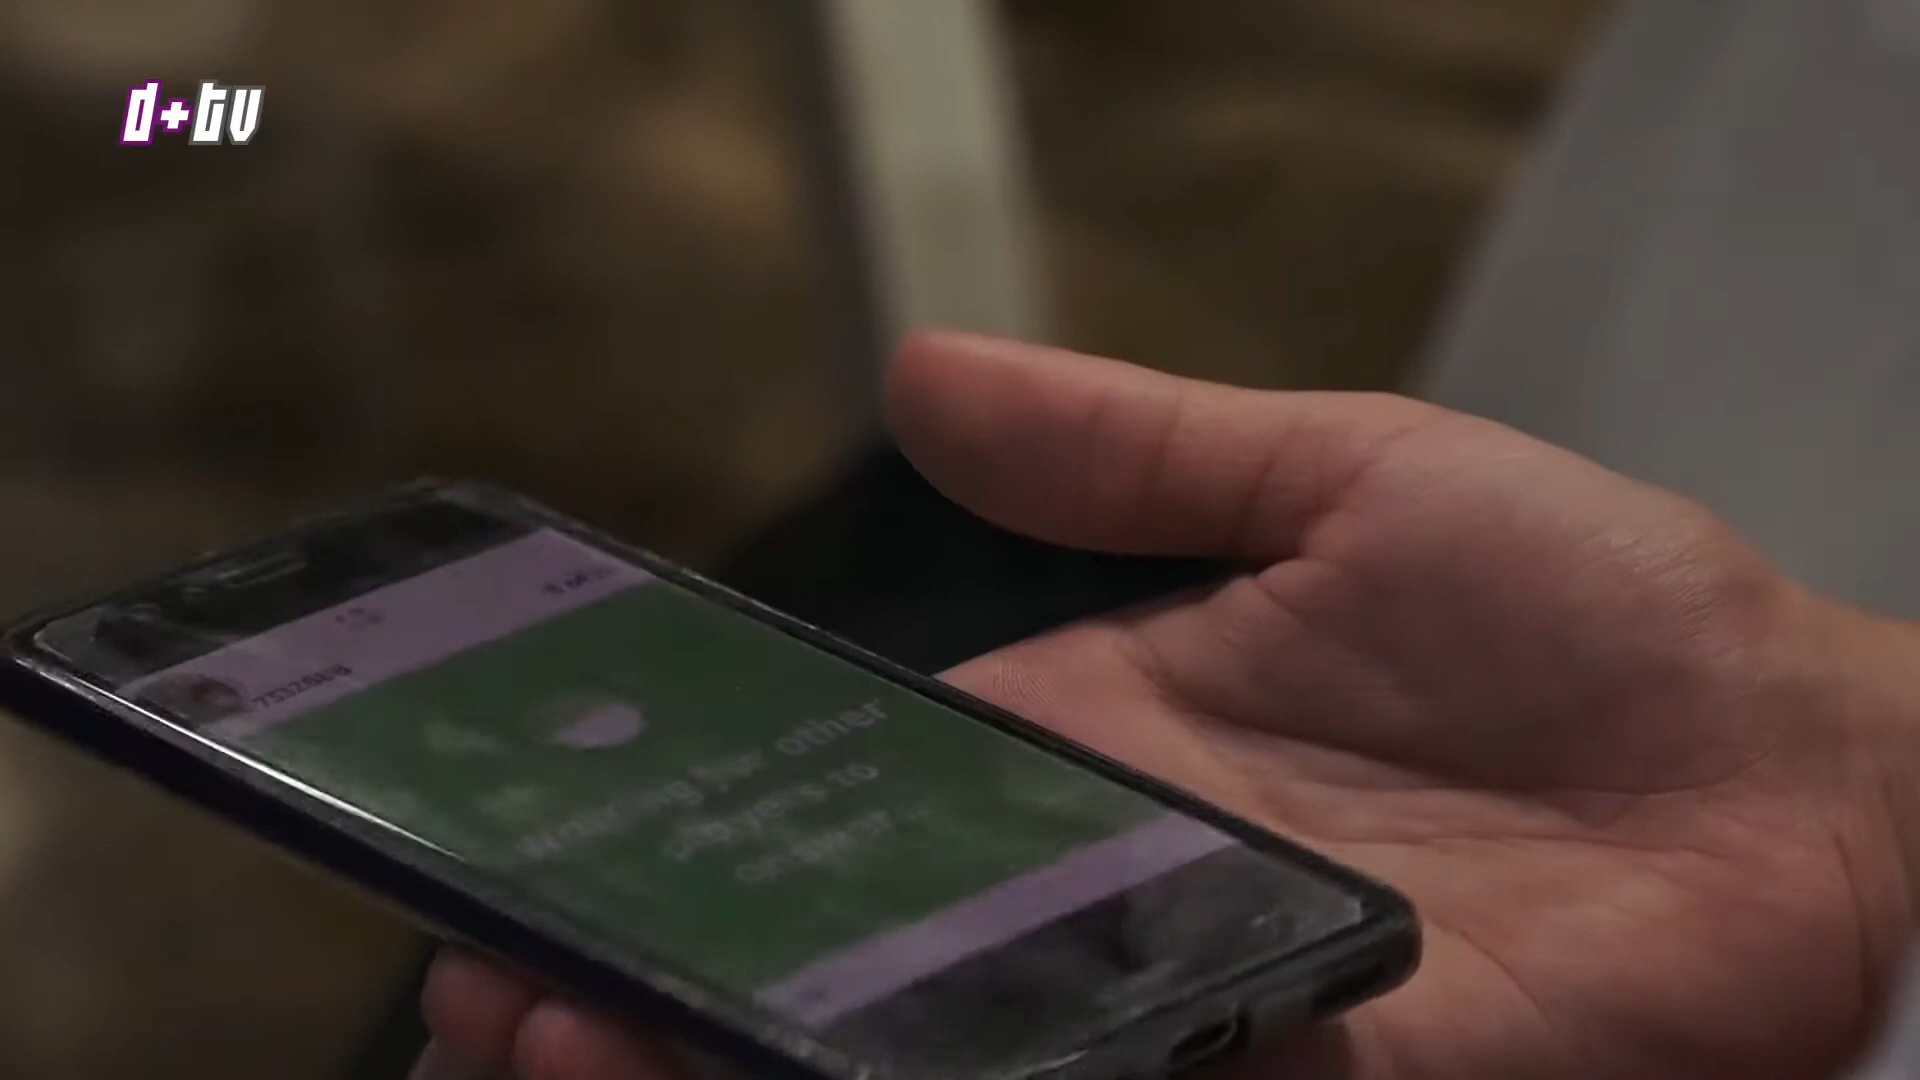 d+tv
waiting for other
players to
answer...